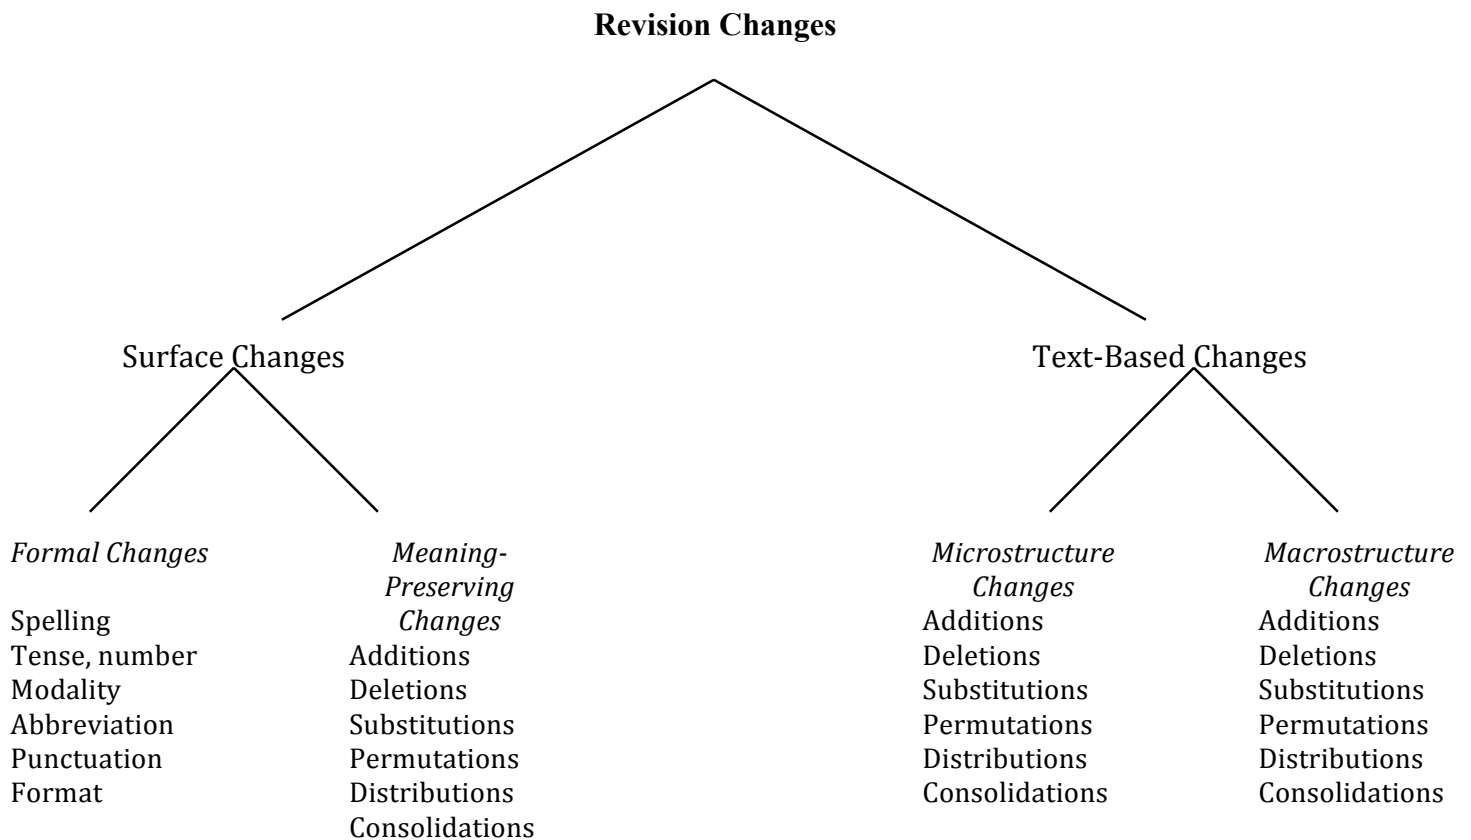 Revision Changes
Surface Changes
Text-Based Changes
Formal Changes
Spelling
Tense, number
Modality
Abbreviation
Punctuation
Format
Meaning-
Preserving
Changes
Additions
Deletions
Substitutions
Permutations
Distributions
Consolidations
Microstructure
Changes
Additions
Deletions
Substitutions
Permutations
Distributions
Consolidations
Macrostructure
Changes
Additions
Deletions
Substitutions
Permutations
Distributions
Consolidations